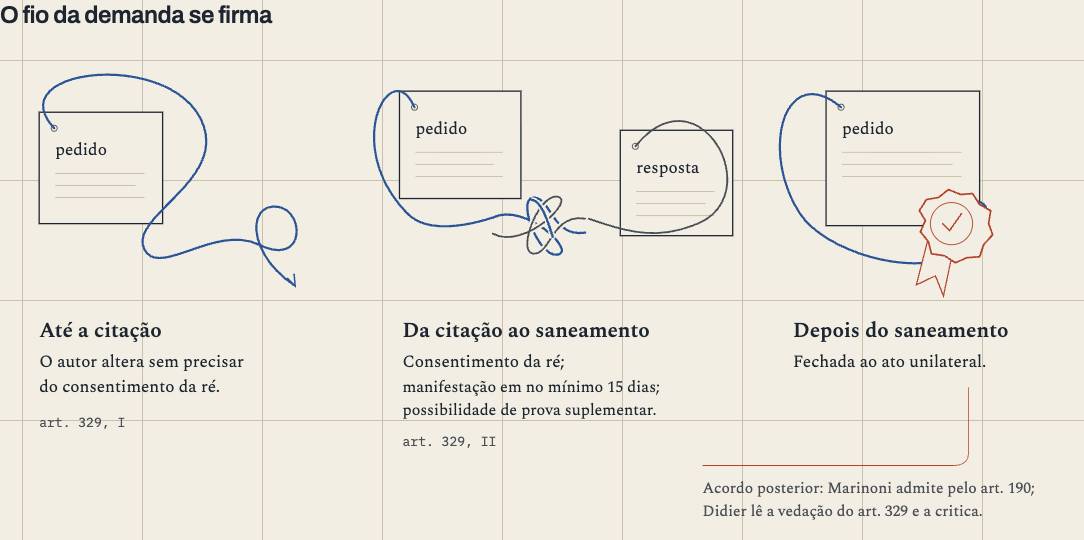 O fio da demanda se firma
pedido
pedido
resposta
pedido
Até a citação
O autor altera sem precisar
do consentimento da ré.
art. 329, I
Da citação ao saneamento
Consentimento da ré;
manifestação em no mínimo 15 dias;
possibilidade de prova suplementar.
art. 329, II
Depois do saneamento
Fechada ao ato unilateral.
Acordo posterior: Marinoni admite pelo art. 190;
Didier lê a vedação do art. 329 e a critica.